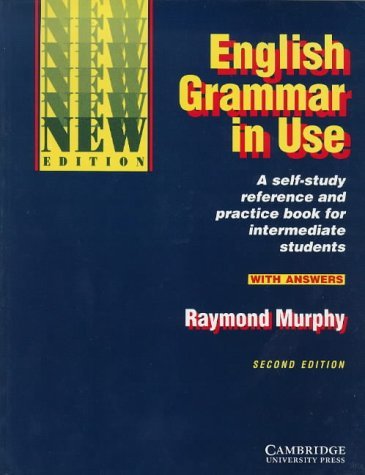 NEW
NEW
NEW
NEW
NEW
EDITION
English
Grammar
in Use
A self-study
reference and
practice book for
intermediate
students
WITH ANSWERS
Raymond Murphy
SECOND EDITION
CAMBRIDGE
UNIVERSITY PRESS